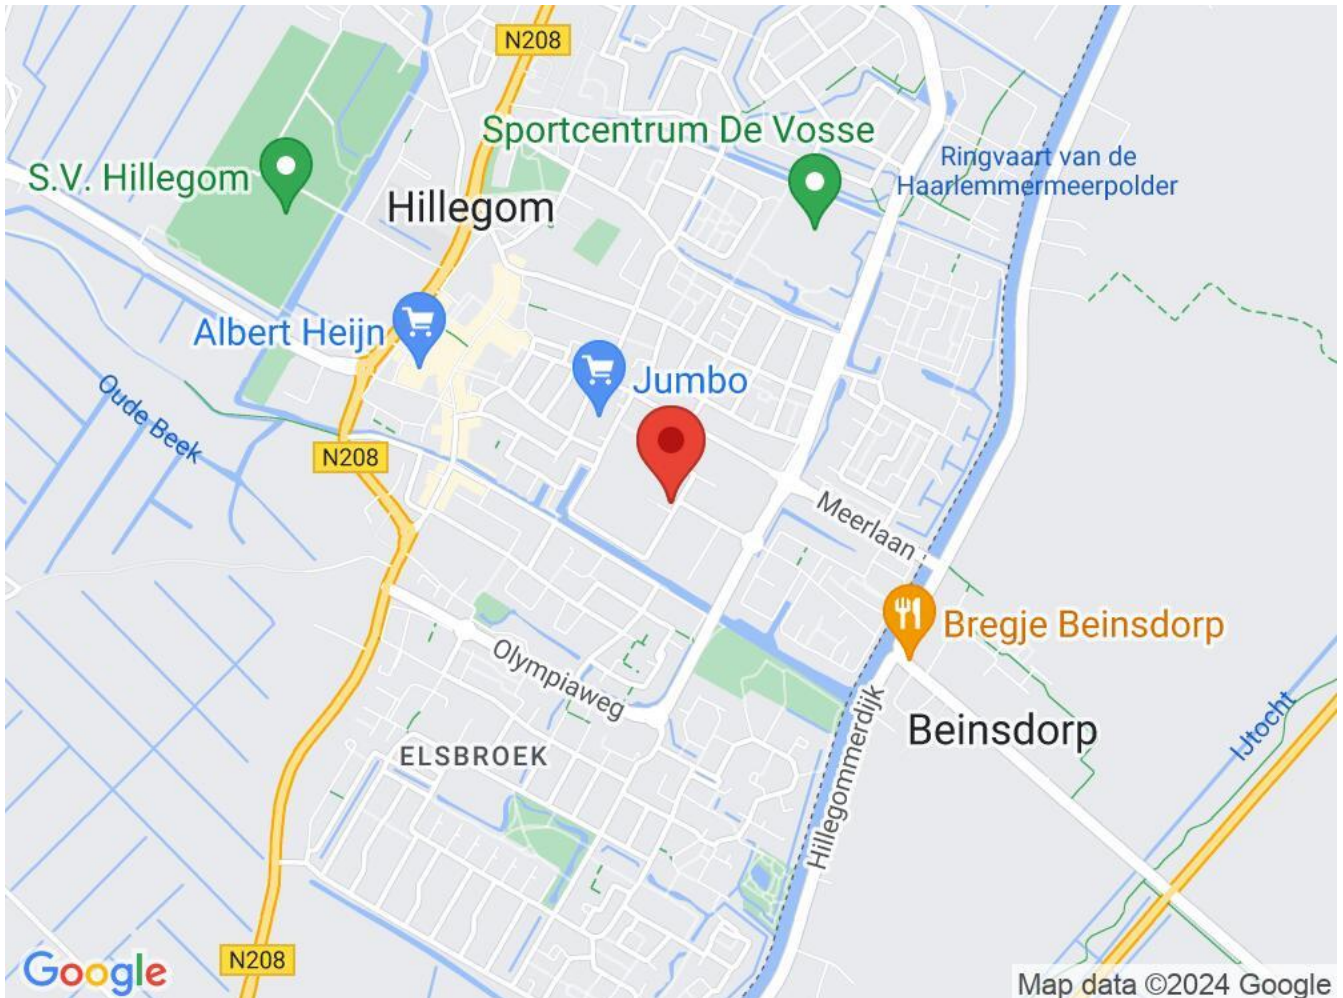 N208
Sportcentrum De Vosse
Ringvaart van de
Haarlemmermeerpolder
S.V. Hillegom
Hillegom
Albert Heijn
Jumbo
Oude Beek
N208
Meerlaan
Bregje Beinsdorp
Olympiaweg
Hillegommerdijk
Beinsdorp
IJtocht
ELSBROEK
N208
Google
Map data ©2024 Google